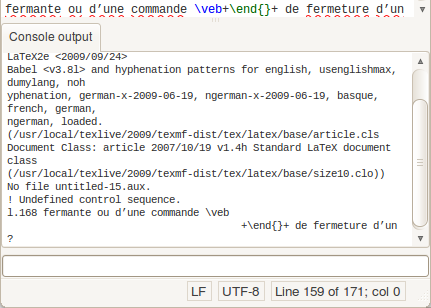 fermante ou d’une commande \veb+\end{}+ de fermeture d’un
Console output
LaTeX2e <2009/09/24>
Babel <v3.8l> and hyphenation patterns for english, usenglishmax,
dumylang, noh
yphenation, german-x-2009-06-19, ngerman-x-2009-06-19, basque,
french, german,
ngerman, loaded.
(/usr/local/texlive/2009/texmf-dist/tex/latex/base/article.cls
Document Class: article 2007/10/19 v1.4h Standard LaTeX document
class
(/usr/local/texlive/2009/texmf-dist/tex/latex/base/size10.clo))
No file untitled-15.aux.
! Undefined control sequence.
l.168 fermante ou d’une commande \veb
+\end{}+ de fermeture d’un
?
LF UTF-8 Line 159 of 171; col 0